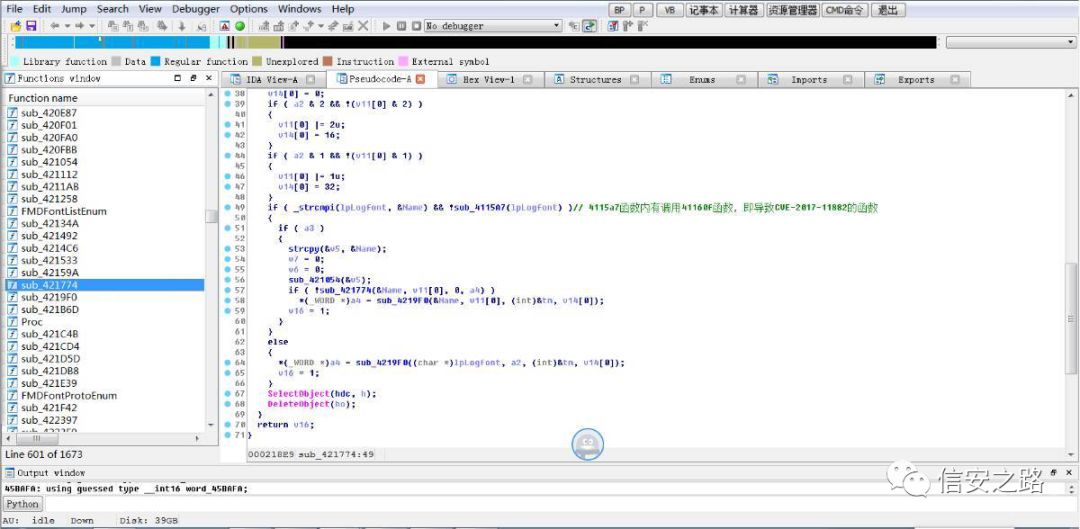 File Edit Jump Search View Debugger Options Windows Help BP P VB 记事本 计算器 资源管理器 CMD命令 退出
No debugger
Library function Data Regular function Unexplored Instruction External symbol
Functions window
IDA View-A Pseudocode-A Hex View-1 Structures Enums Imports Exports
Function name
sub_420E87
sub_420F01
sub_420FA0
sub_420FBB
sub_421054
sub_421112
sub_4211AB
sub_421258
FMDFontListEnum
sub_42134A
sub_421492
sub_4214C6
sub_421533
sub_42159A
sub_421774
sub_4219F0
sub_421B6D
Proc
sub_421C4B
sub_421CD4
sub_421D5D
sub_421DB8
sub_421E39
FMDFontProtoEnum
sub_421F42
sub_422397
Line 601 of 1673
38 v14[0] = 0;
39 if ( a2 & 2 && !(v11[0] & 2) )
40 {
41 v11[0] |= 2u;
42 v14[0] = 16;
43 }
44 if ( a2 & 1 && !(v11[0] & 1) )
45 {
46 v11[0] |= 1u;
47 v14[0] = 32;
48 }
49 if ( _strcmpi(lpLogFont, &Name) && !sub_4115A7(lpLogFont) )// 4115a7函数内有调用41160F函数，即导致CVE-2017-11882的函数
50 {
51 if ( a3 )
52 {
53 strcpy(&v5, &Name);
54 v7 = 0;
55 v6 = 0;
56 sub_421054(&v5);
57 if ( !sub_421774(&Name, v11[0], 0, a4) )
58 *(_WORD *)a4 = sub_4219F0(&Name, v11[0], (int)&tm, v14[0]);
59 v16 = 1;
60 }
61 }
62 else
63 {
64 *(_WORD *)a4 = sub_4219F0((char *)lpLogFont, a2, (int)&tm, v14[0]);
65 v16 = 1;
66 }
67 SelectObject(hdc, h);
68 DeleteObject(ho);
69 }
70 return v16;
71 }
000218E9 sub_421774:49
Output window
45BAFA: using guessed type __int16 word_45BAFA;
Python
AU: idle Down Disk: 39GB
信安之路